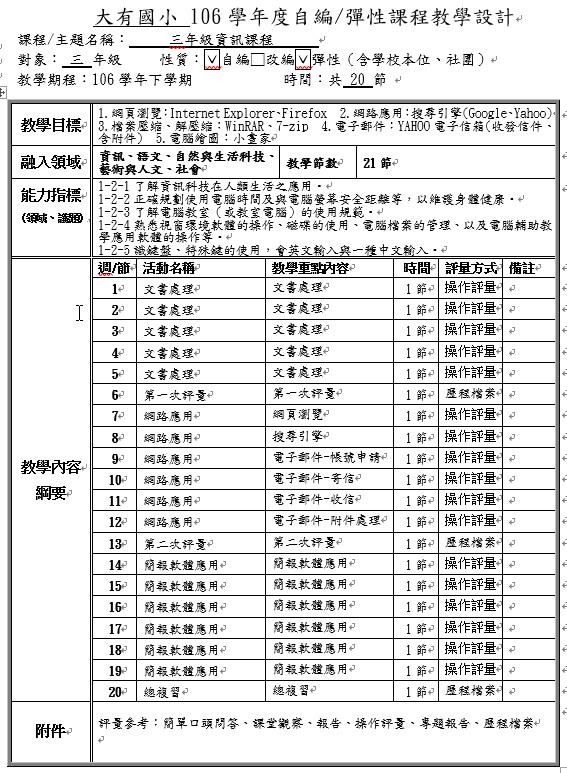 大有國小 106 學年度自編/彈性課程教學設計
課程/主題名稱： 三年級資訊課程
對象：三 年級 性質：V自編□改編V彈性（含學校本位、社團）
教學期程：106 學年下學期 時間：共 20 節
教學目標
1.網頁瀏覽：Internet Explorer、Firefox 2.網路應用：搜尋引擎(Google、Yahoo)
3.檔案壓縮、解壓縮：WinRAR、7-zip 4.電子郵件：YAHOO 電子信箱(收發信件、
含附件) 5.電腦繪圖：小畫家
融入領域
資訊、語文、自然與生活科技、
藝術與人文、社會
教學節數 21 節
能力指標
(領域、議題)
1-2-1 了解資訊科技在人類生活之應用。
1-2-2 正確規劃使用電腦時間及與電腦螢幕安全距離等，以維護身體健康。
1-2-3 了解電腦教室（或教室電腦）的使用規範。
1-2-4 熟悉視窗環境軟體的操作、磁碟的使用、電腦檔案的管理、以及電腦輔助教
學應用軟體的操作等。
1-2-5 識鍵盤、特殊鍵的使用，會英文輸入與一種中文輸入。
教學內容
綱要
週/節 活動名稱 教學重點內容 時間 評量方式 備註
1 文書處理 文書處理 1 節 操作評量
2 文書處理 文書處理 1 節 操作評量
3 文書處理 文書處理 1 節 操作評量
4 文書處理 文書處理 1 節 操作評量
5 文書處理 文書處理 1 節 操作評量
6 第一次評量 第一次評量 1 節 歷程檔案
7 網路應用 網頁瀏覽 1 節 操作評量
8 網路應用 搜尋引擎 1 節 操作評量
9 網路應用 電子郵件-帳號申請 1 節 操作評量
10 網路應用 電子郵件-寄信 1 節 操作評量
11 網路應用 電子郵件-收信 1 節 操作評量
12 網路應用 電子郵件-附件處理 1 節 操作評量
13 第二次評量 第二次評量 1 節 歷程檔案
14 簡報軟體應用 簡報軟體應用 1 節 操作評量
15 簡報軟體應用 簡報軟體應用 1 節 操作評量
16 簡報軟體應用 簡報軟體應用 1 節 操作評量
17 簡報軟體應用 簡報軟體應用 1 節 操作評量
18 簡報軟體應用 簡報軟體應用 1 節 操作評量
19 簡報軟體應用 簡報軟體應用 1 節 操作評量
20 總複習 總複習 1 節 歷程檔案
附件
評量參考：簡單口頭問答、課堂觀察、報告、操作評量、專題報告、歷程檔案